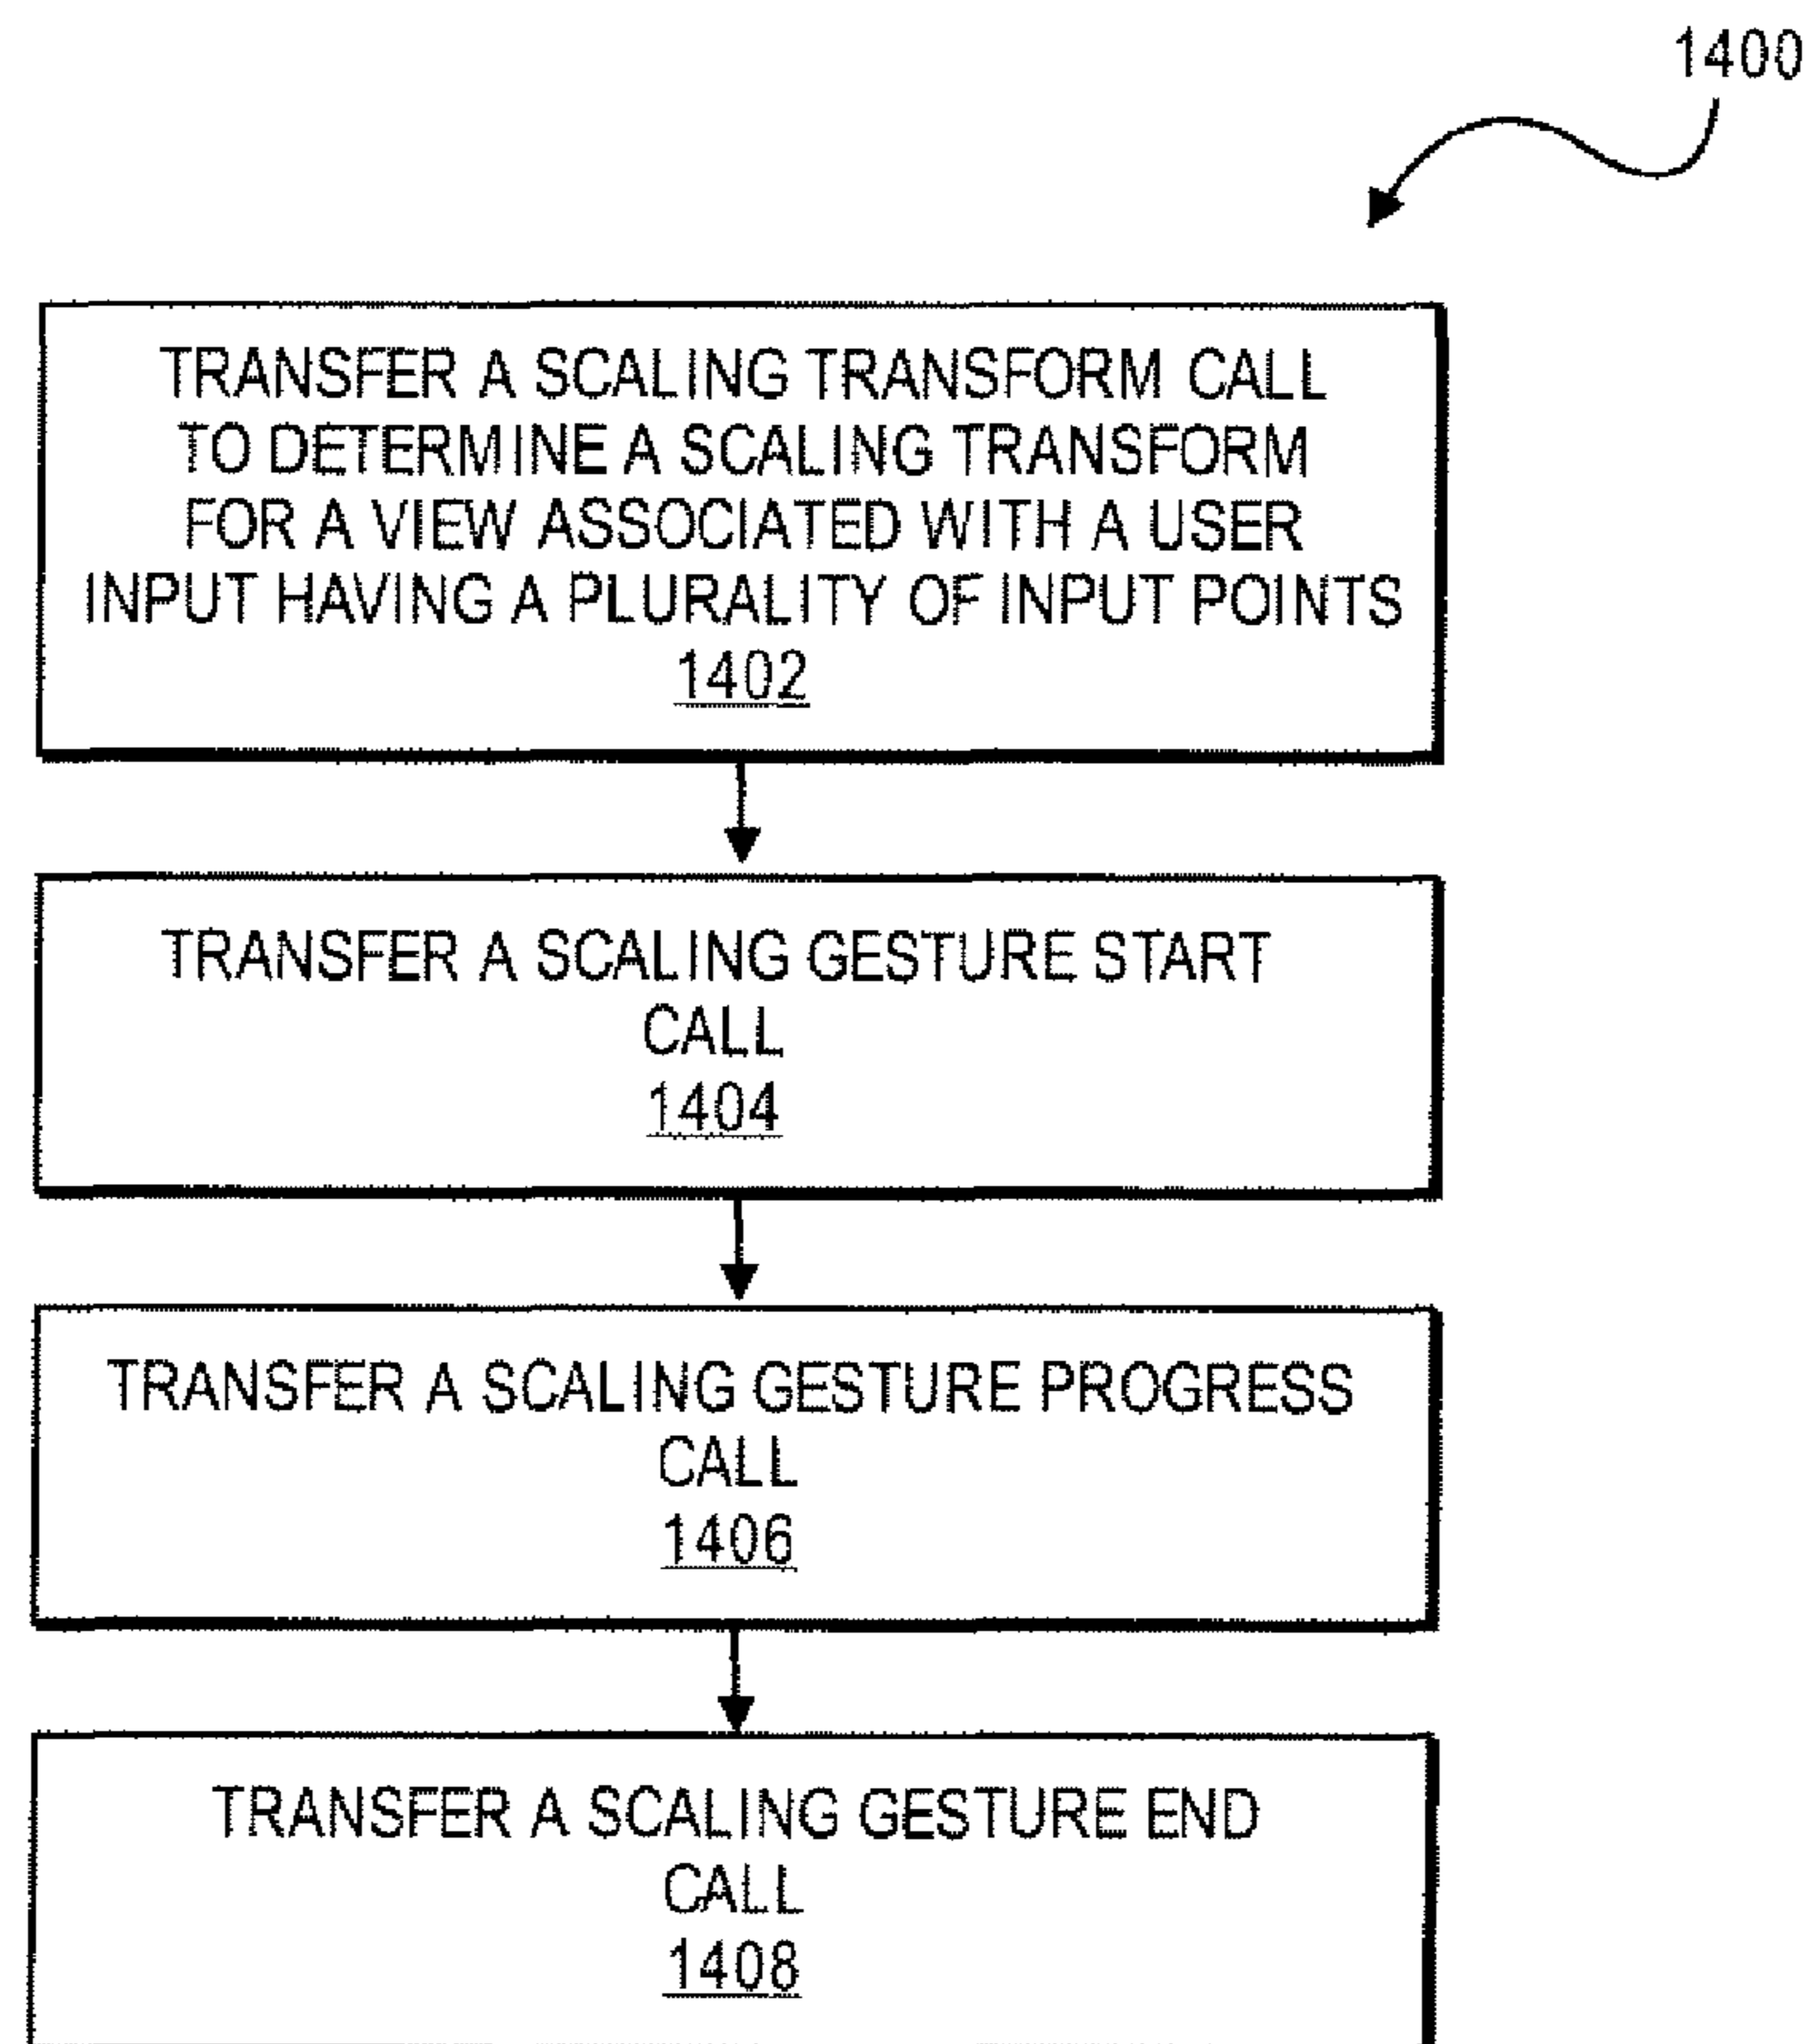 1400
TRANSFER A SCALING TRANSFORM CALL
TO DETERMINE A SCALING TRANSFORM
FOR A VIEW ASSOCIATED WITH A USER
INPUT HAVING A PLURALITY OF INPUT POINTS
1402
TRANSFER A SCALING GESTURE START
CALL
1404
TRANSFER A SCALING GESTURE PROGRESS
CALL
1406
TRANSFER A SCALING GESTURE END
CALL
1408